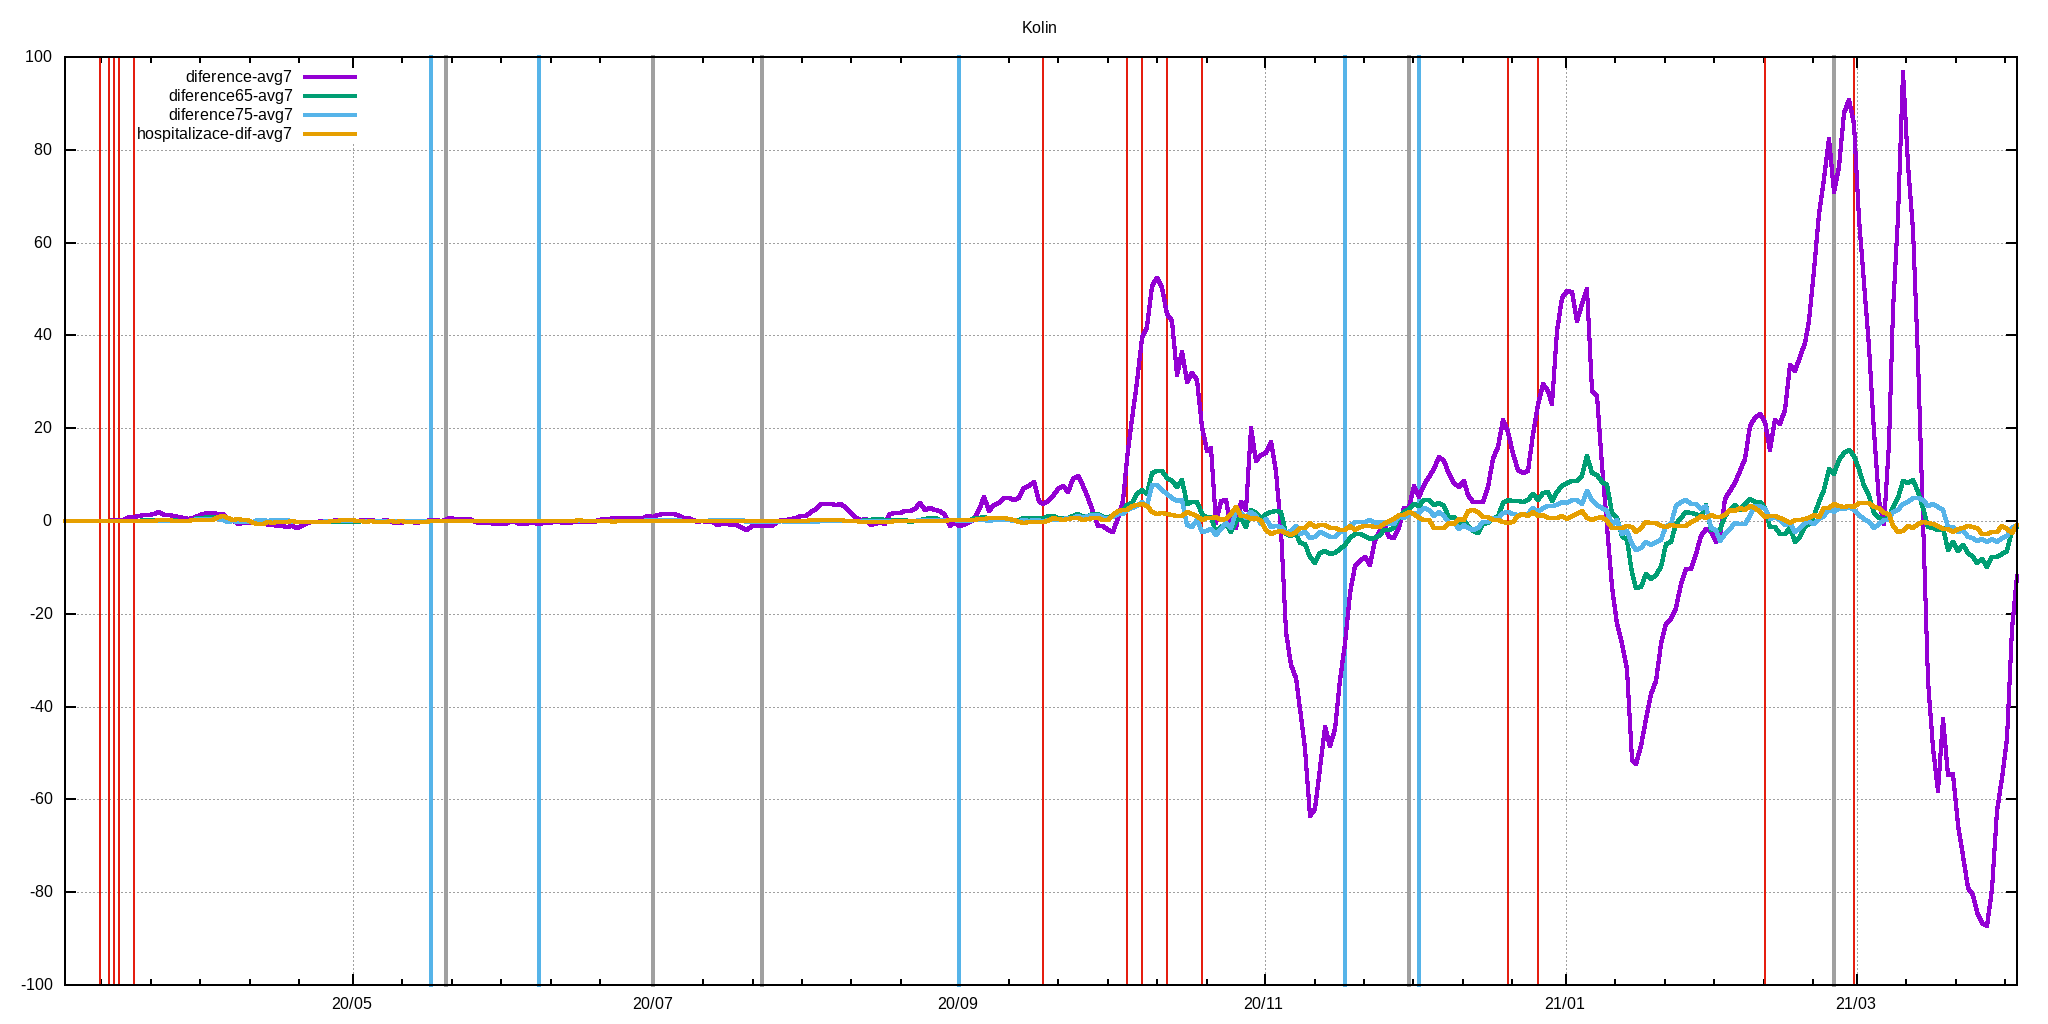 Kolin
diference-avg7
diference65-avg7
diference75-avg7
hospitalizace-dif-avg7
100
80
60
40
20
0
-20
-40
-60
-80
-100
20/05 20/07 20/09 20/11 21/01 21/03